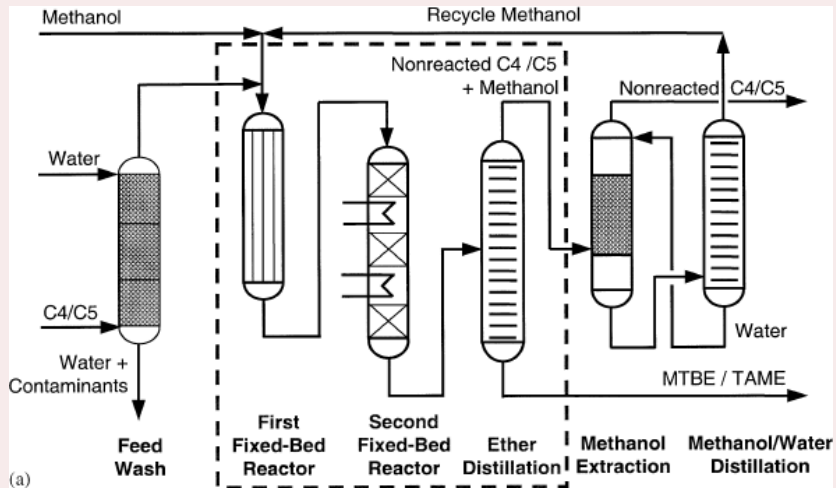 Methanol
Recycle Methanol
Nonreacted C4 /C5
+ Methanol
Nonreacted C4/C5
Water
C4/C5
Water +
Contaminants
Water
MTBE / TAME
Feed
Wash
First
Fixed-Bed
Reactor
Second
Fixed-Bed
Reactor
Ether
Distillation
Methanol
Extraction
Methanol/Water
Distillation
(a)